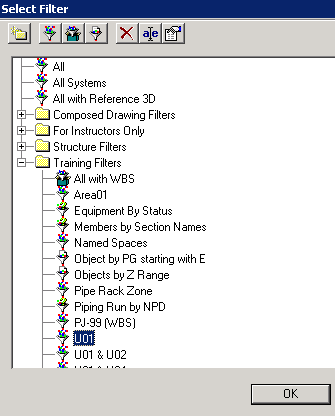 Select Filter
a|e
All
All Systems
All with Reference 3D
Composed Drawing Filters
For Instructors Only
Structure Filters
Training Filters
All with WBS
Area01
Equipment By Status
Members by Section Names
Named Spaces
Object by PG starting with E
Objects by Z Range
Pipe Rack Zone
Piping Run by NPD
PJ-99 (WBS)
U01
U01 & U02
OK